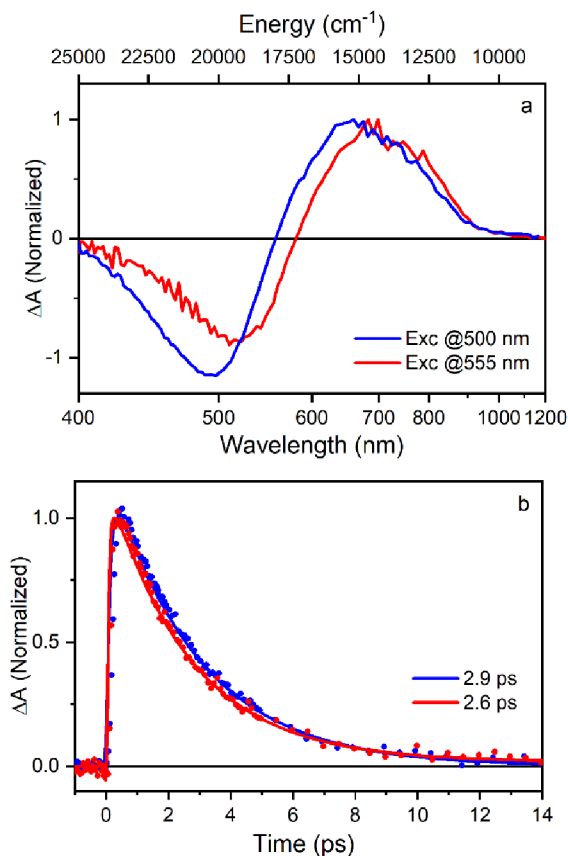 Energy (cm⁻¹)
25000 22500 20000 18000 15000 12500 10000
a
1
0
-1
ΔA (Normalized)
Exc @500 nm
Exc @555 nm
400 500 600 700 800 1000 1200
Wavelength (nm)
b
1.0
0.5
0.0
ΔA (Normalized)
2.9 ps
2.6 ps
0 2 4 6 8 10 12 14
Time (ps)